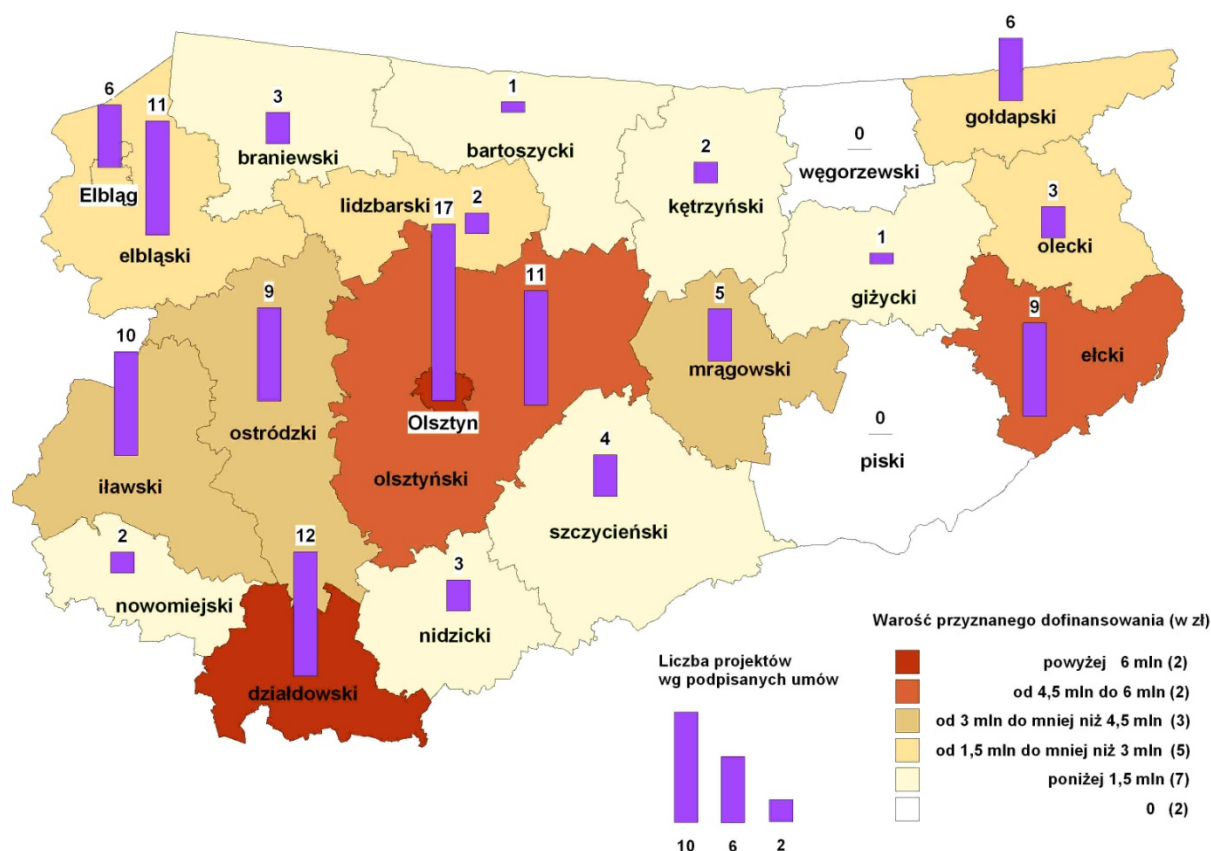 6
6
11
3
1
gołdapski
0
braniewski
bartoszycki
2
węgorzewski
Elbląg
lidzbarski
2
kętrzyński
3
17
elbląski
1
olecki
9
11
giżycki
5
9
10
ełcki
mrągowski
0
Olsztyn
ostródzki
4
piski
olsztyński
iławski
szczycieński
2
12
3
nowomiejski
nidzicki
działdowski
Liczba projektów
wg podpisanych umów
10
6
2
Warość przyznanego dofinansowania (w zł)
powyżej 6 mln (2)
od 4,5 mln do 6 mln (2)
od 3 mln do mniej niż 4,5 mln (3)
od 1,5 mln do mniej niż 3 mln (5)
poniżej 1,5 mln (7)
0 (2)